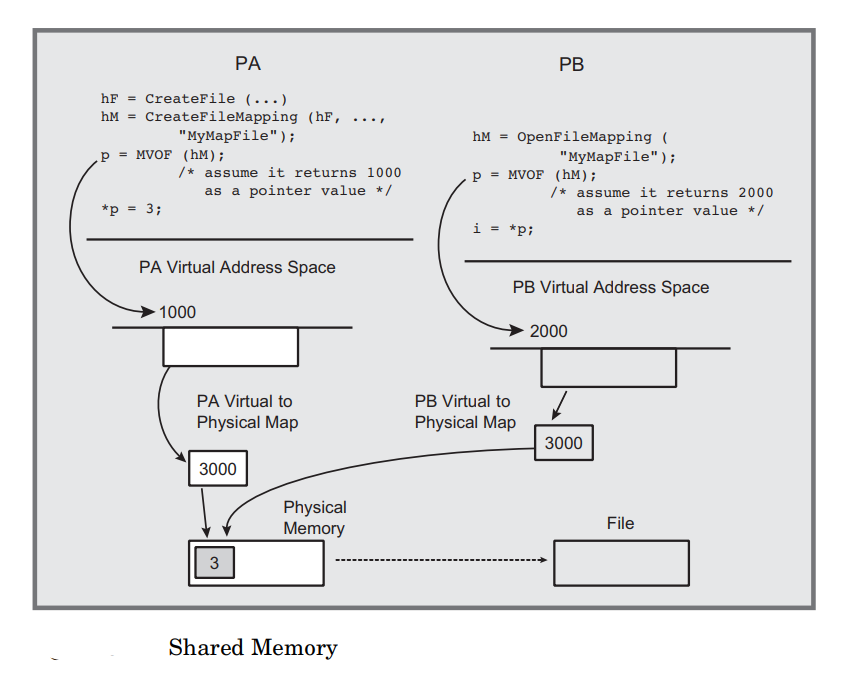 PA
hF = CreateFile (...)
hM = CreateFileMapping (hF, ...,
"MyMapFile");
p = MVOF (hM);
/* assume it returns 1000
as a pointer value */
*p = 3;
PA Virtual Address Space
1000
PA Virtual to
Physical Map
3000
PB
hM = OpenFileMapping (
"MyMapFile");
p = MVOF (hM);
/* assume it returns 2000
as a pointer value */
i = *p;
PB Virtual Address Space
2000
PB Virtual to
Physical Map
3000
Physical
Memory
3
File
Shared Memory